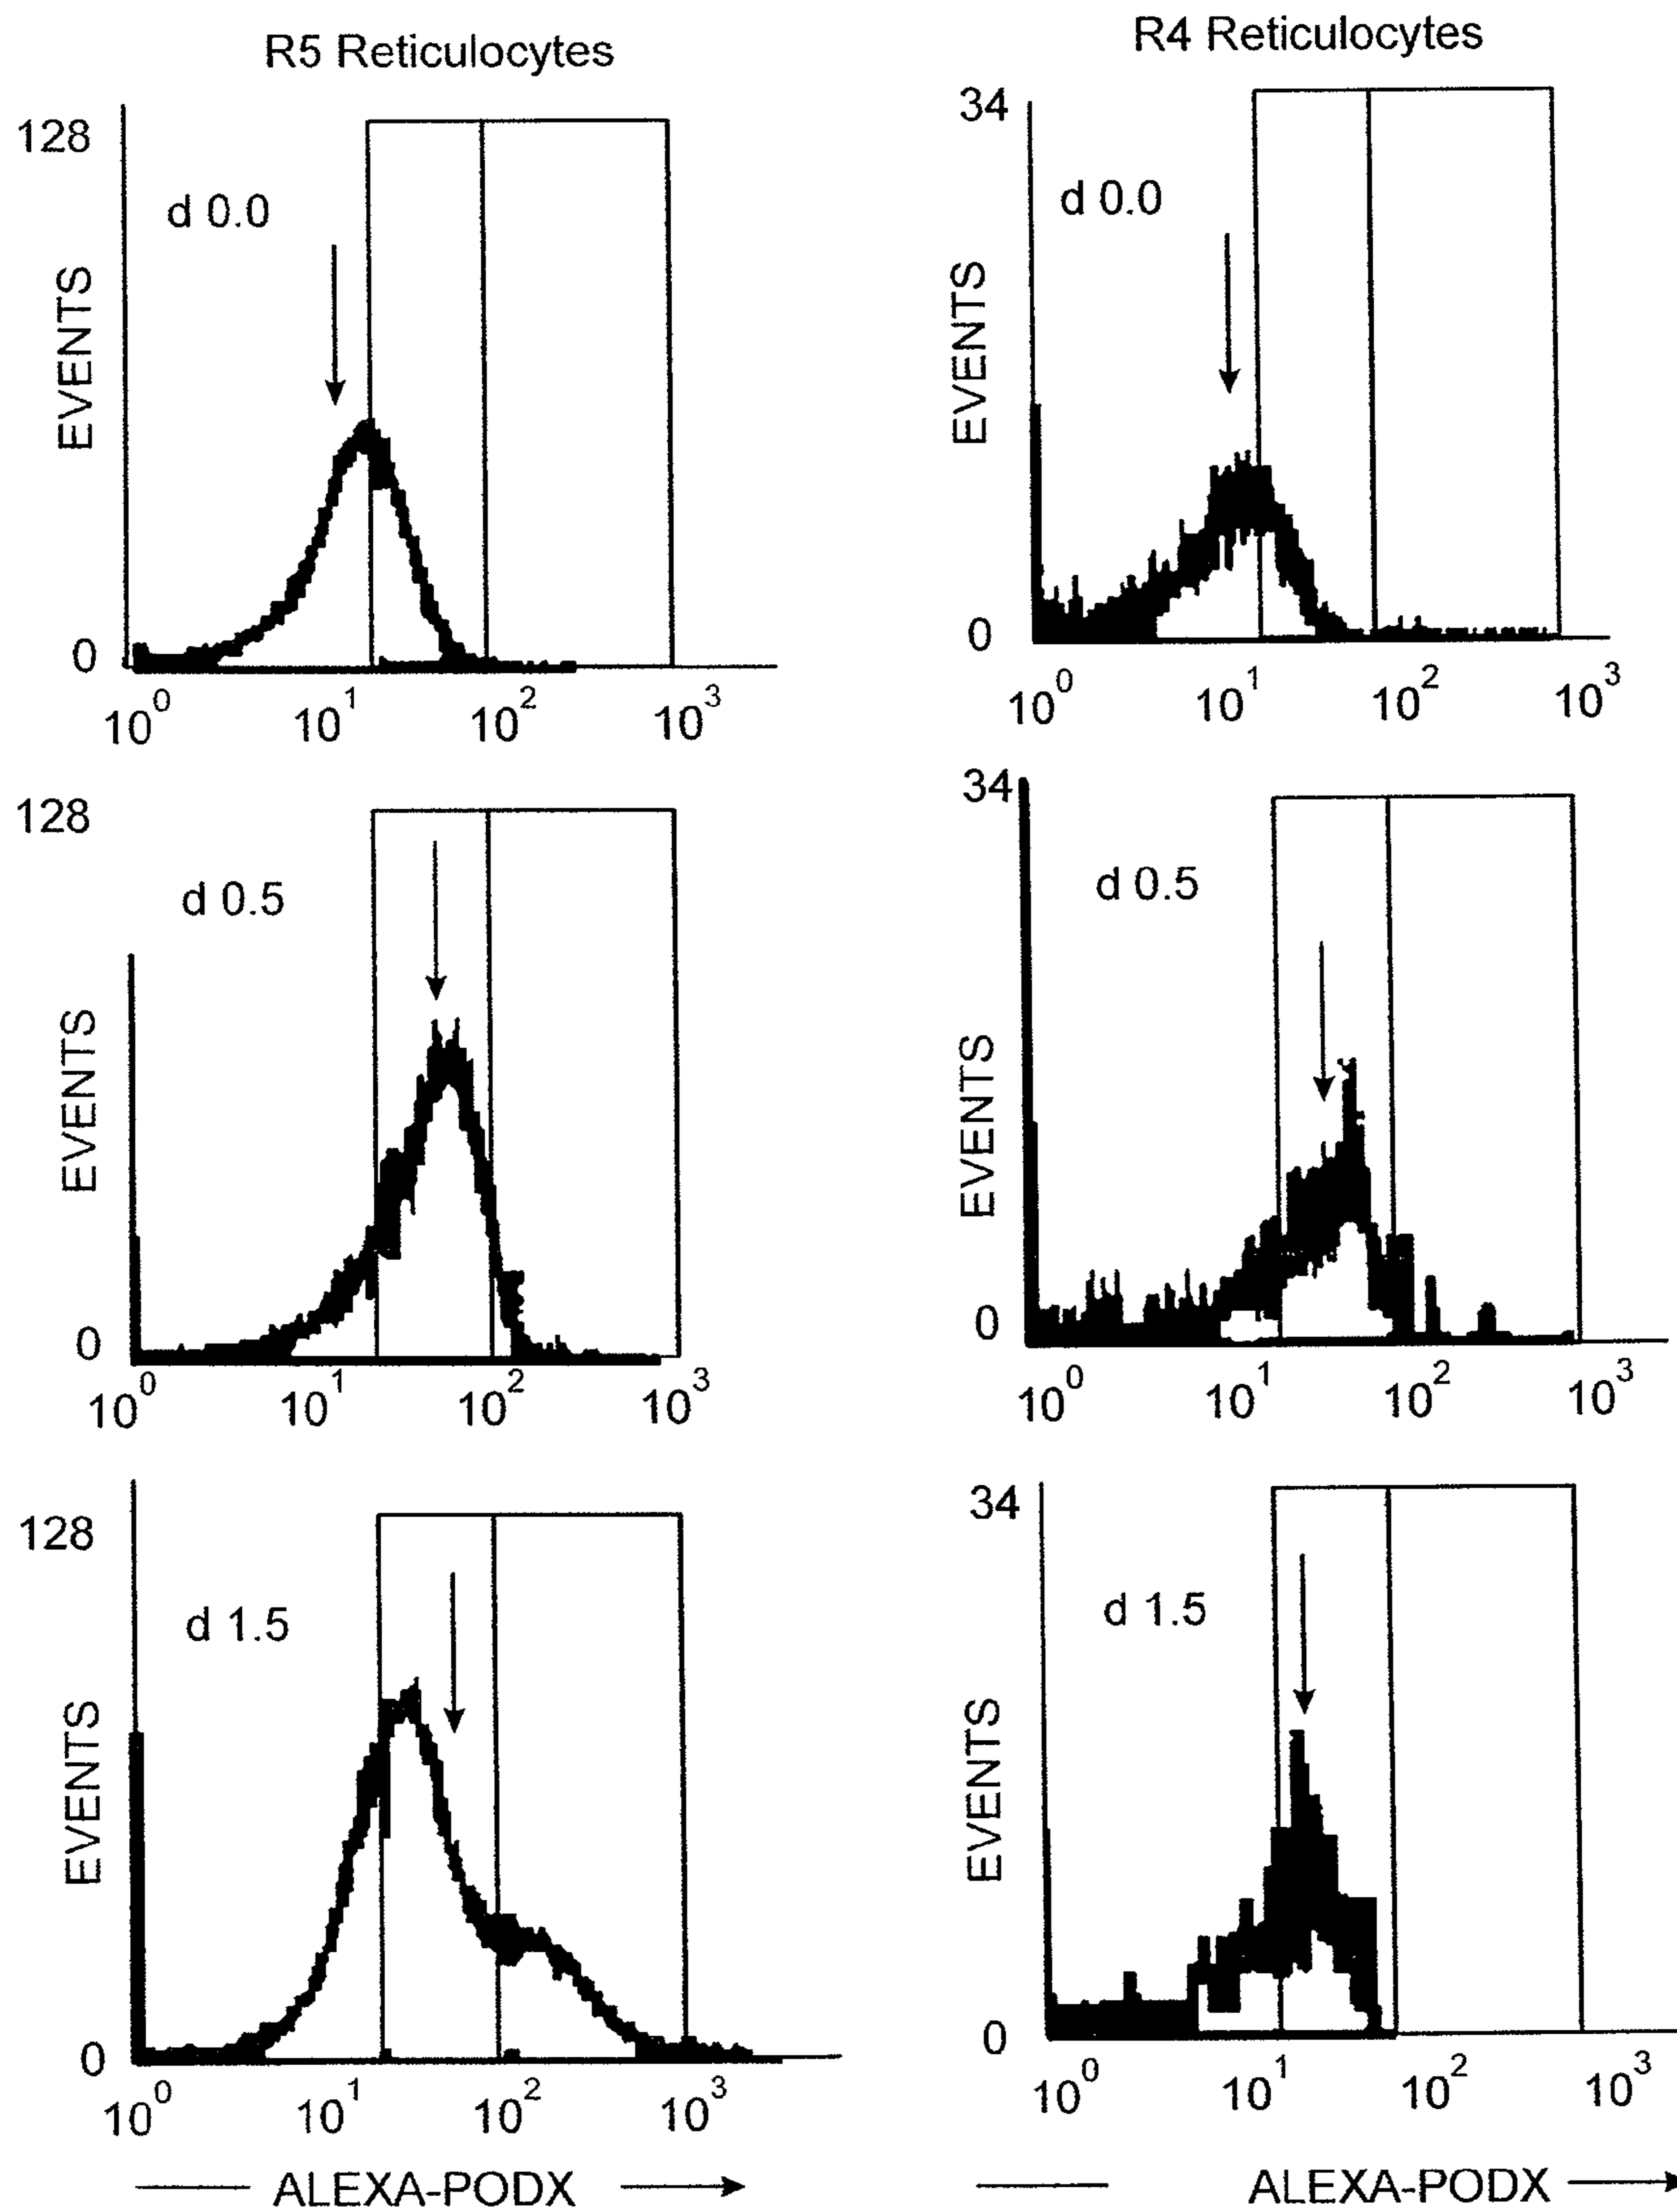 R5 Reticulocytes
R4 Reticulocytes
128
d 0.0
EVENTS
0
10^0 10^1 10^2 10^3
34
d 0.0
EVENTS
0
10^0 10^1 10^2 10^3
128
d 0.5
EVENTS
0
10^0 10^1 10^2 10^3
34
d 0.5
EVENTS
0
10^0 10^1 10^2 10^3
128
d 1.5
EVENTS
0
10^0 10^1 10^2 10^3
ALEXA-PODX
34
d 1.5
EVENTS
0
10^0 10^1 10^2 10^3
ALEXA-PODX